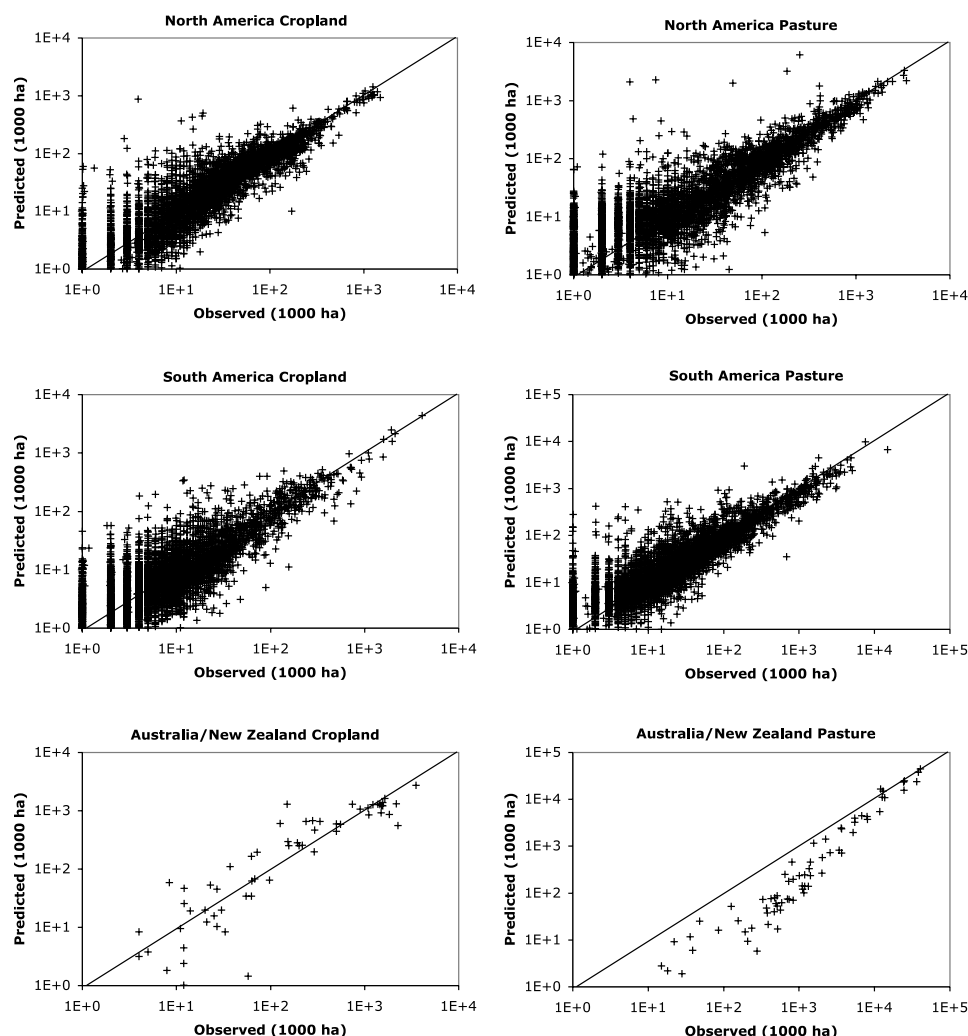 North America Cropland
1E+4
1E+3
1E+2
1E+1
1E+0
Predicted (1000 ha)
1E+0 1E+1 1E+2 1E+3 1E+4
Observed (1000 ha)
North America Pasture
1E+4
1E+3
1E+2
1E+1
1E+0
Predicted (1000 ha)
1E+0 1E+1 1E+2 1E+3 1E+4
Observed (1000 ha)
South America Cropland
1E+4
1E+3
1E+2
1E+1
1E+0
Predicted (1000 ha)
1E+0 1E+1 1E+2 1E+3 1E+4
Observed (1000 ha)
South America Pasture
1E+5
1E+4
1E+3
1E+2
1E+1
1E+0
Predicted (1000 ha)
1E+0 1E+1 1E+2 1E+3 1E+4 1E+5
Observed (1000 ha)
Australia/New Zealand Cropland
1E+4
1E+3
1E+2
1E+1
1E+0
Predicted (1000 ha)
1E+0 1E+1 1E+2 1E+3 1E+4
Observed (1000 ha)
Australia/New Zealand Pasture
1E+5
1E+4
1E+3
1E+2
1E+1
1E+0
Predicted (1000 ha)
1E+0 1E+1 1E+2 1E+3 1E+4 1E+5
Observed (1000 ha)